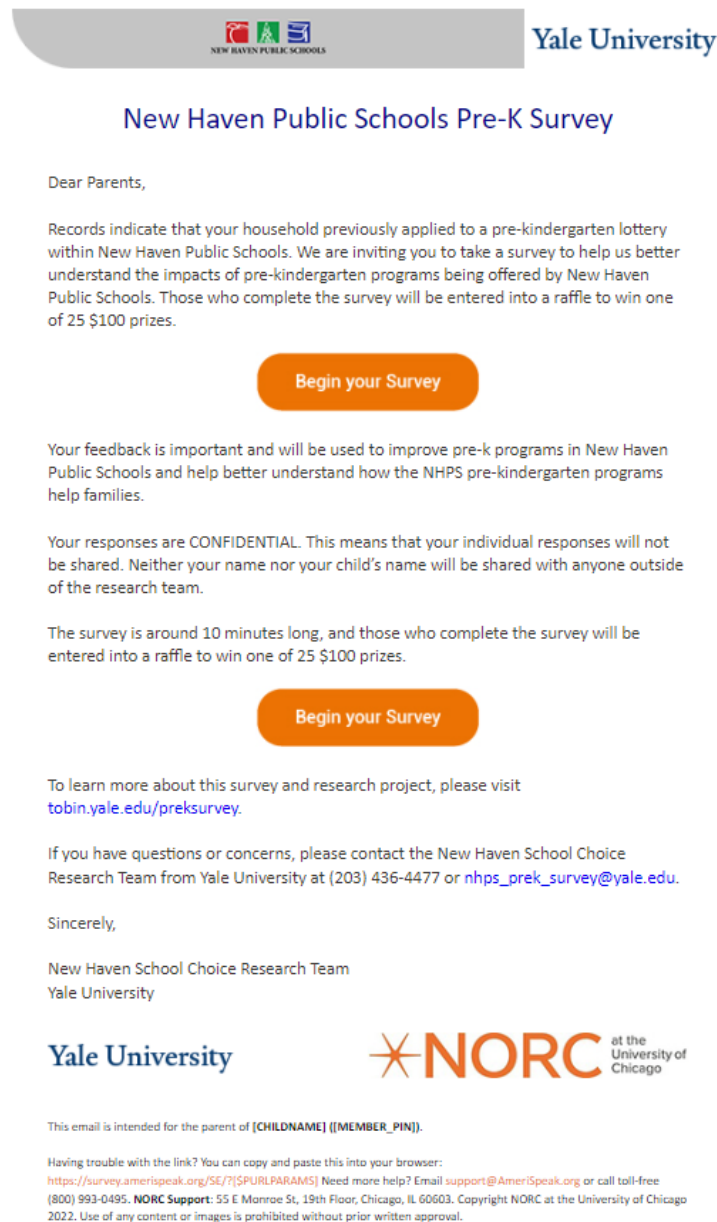 NEW HAVEN PUBLIC SCHOOLS
Yale University
New Haven Public Schools Pre-K Survey
Dear Parents,
Records indicate that your household previously applied to a pre-kindergarten lottery
within New Haven Public Schools. We are inviting you to take a survey to help us better
understand the impacts of pre-kindergarten programs being offered by New Haven
Public Schools. Those who complete the survey will be entered into a raffle to win one
of 25 $100 prizes.
Begin your Survey
Your feedback is important and will be used to improve pre-k programs in New Haven
Public Schools and help better understand how the NHPS pre-kindergarten programs
help families.
Your responses are CONFIDENTIAL. This means that your individual responses will not
be shared. Neither your name nor your child’s name will be shared with anyone outside
of the research team.
The survey is around 10 minutes long, and those who complete the survey will be
entered into a raffle to win one of 25 $100 prizes.
Begin your Survey
To learn more about this survey and research project, please visit
tobin.yale.edu/preksurvey.
If you have questions or concerns, please contact the New Haven School Choice
Research Team from Yale University at (203) 436-4477 or nhps_prek_survey@yale.edu.
Sincerely,
New Haven School Choice Research Team
Yale University
Yale University
NORC at the
University of
Chicago
This email is intended for the parent of [CHILDNAME] ([MEMBER_PIN]).
Having trouble with the link? You can copy and paste this into your browser:
https://survey.amerispeak.org/SE/?[$PURLPARAMS] Need more help? Email support@AmeriSpeak.org or call toll-free
(800) 993-0495. NORC Support: 55 E Monroe St, 19th Floor, Chicago, IL 60603. Copyright NORC at the University of Chicago
2022. Use of any content or images is prohibited without prior written approval.